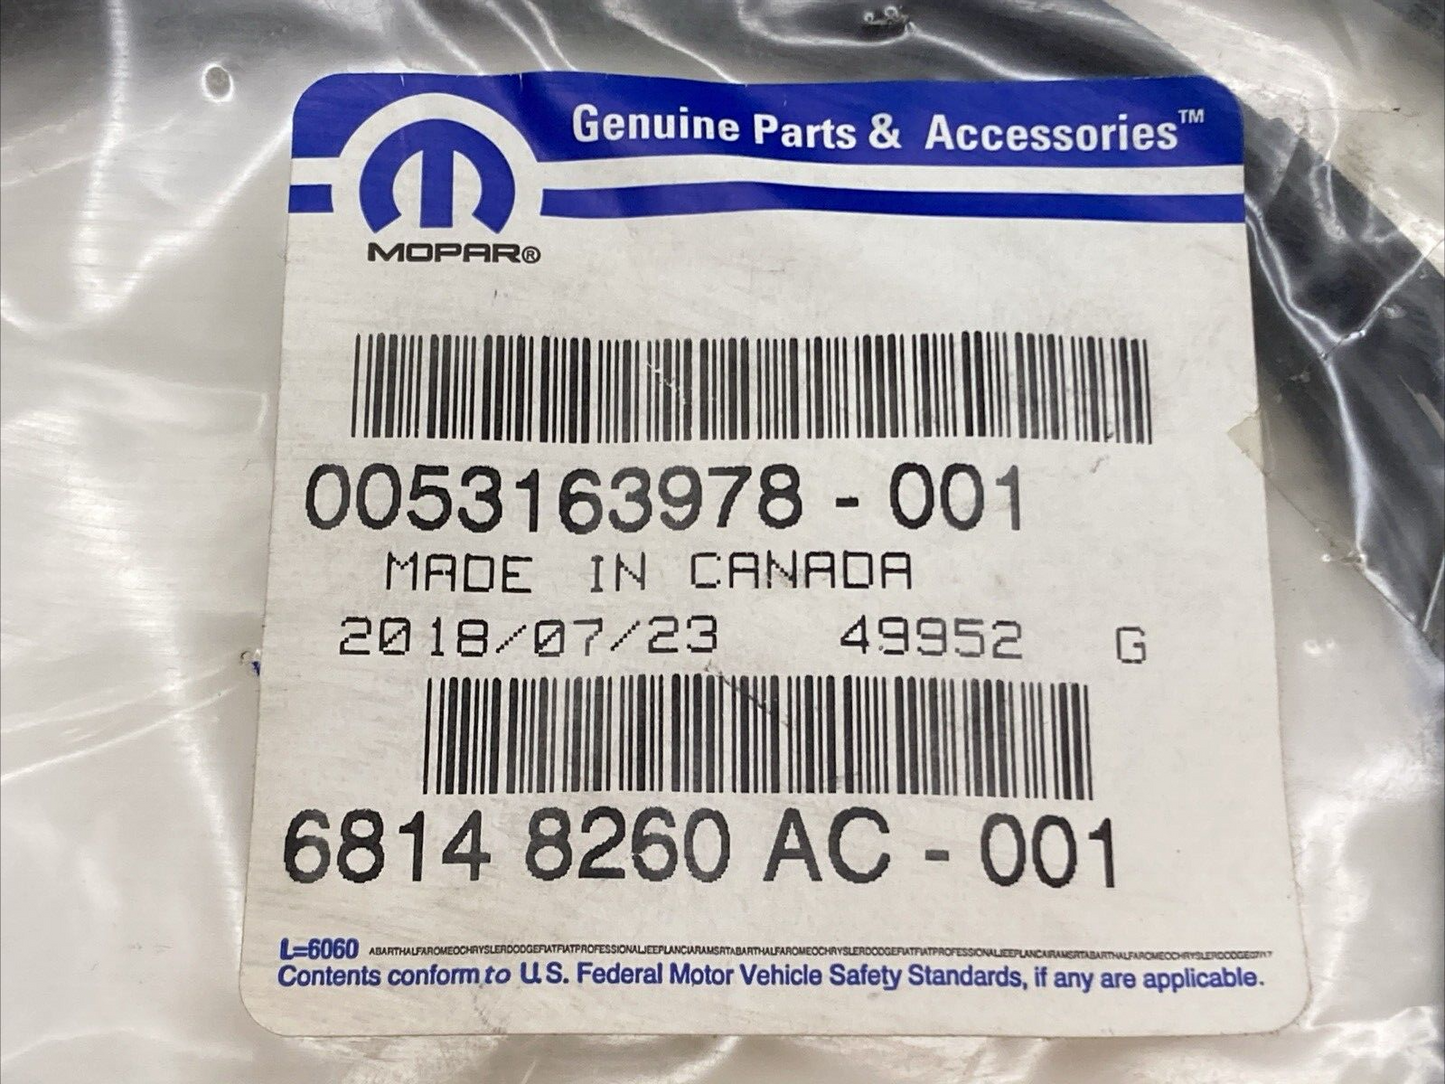 Genuine Parts & Accessories™
MOPAR®
0053163978 - 001
MADE IN CANADA
2018/07/23 49952 G
6814 8260 AC - 001
L=6060
Contents conform to U.S. Federal Motor Vehicle Safety Standards, if any are applicable.